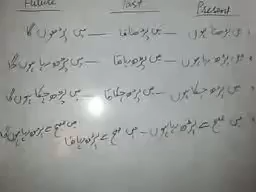 Future Past Present
میں پڑھتا ہوں — میں پڑھتا تھا — میں پڑھوں گا
میں پڑھ رہا ہوں — میں پڑھ رہا تھا — میں پڑھ رہا ہوں گا
میں پڑھ چکا ہوں — میں پڑھ چکا تھا — میں پڑھ چکا ہوں گا
میں صبح سے پڑھ رہا ہوں — میں صبح سے پڑھ رہا تھا — میں صبح سے پڑھ رہا ہوں گا